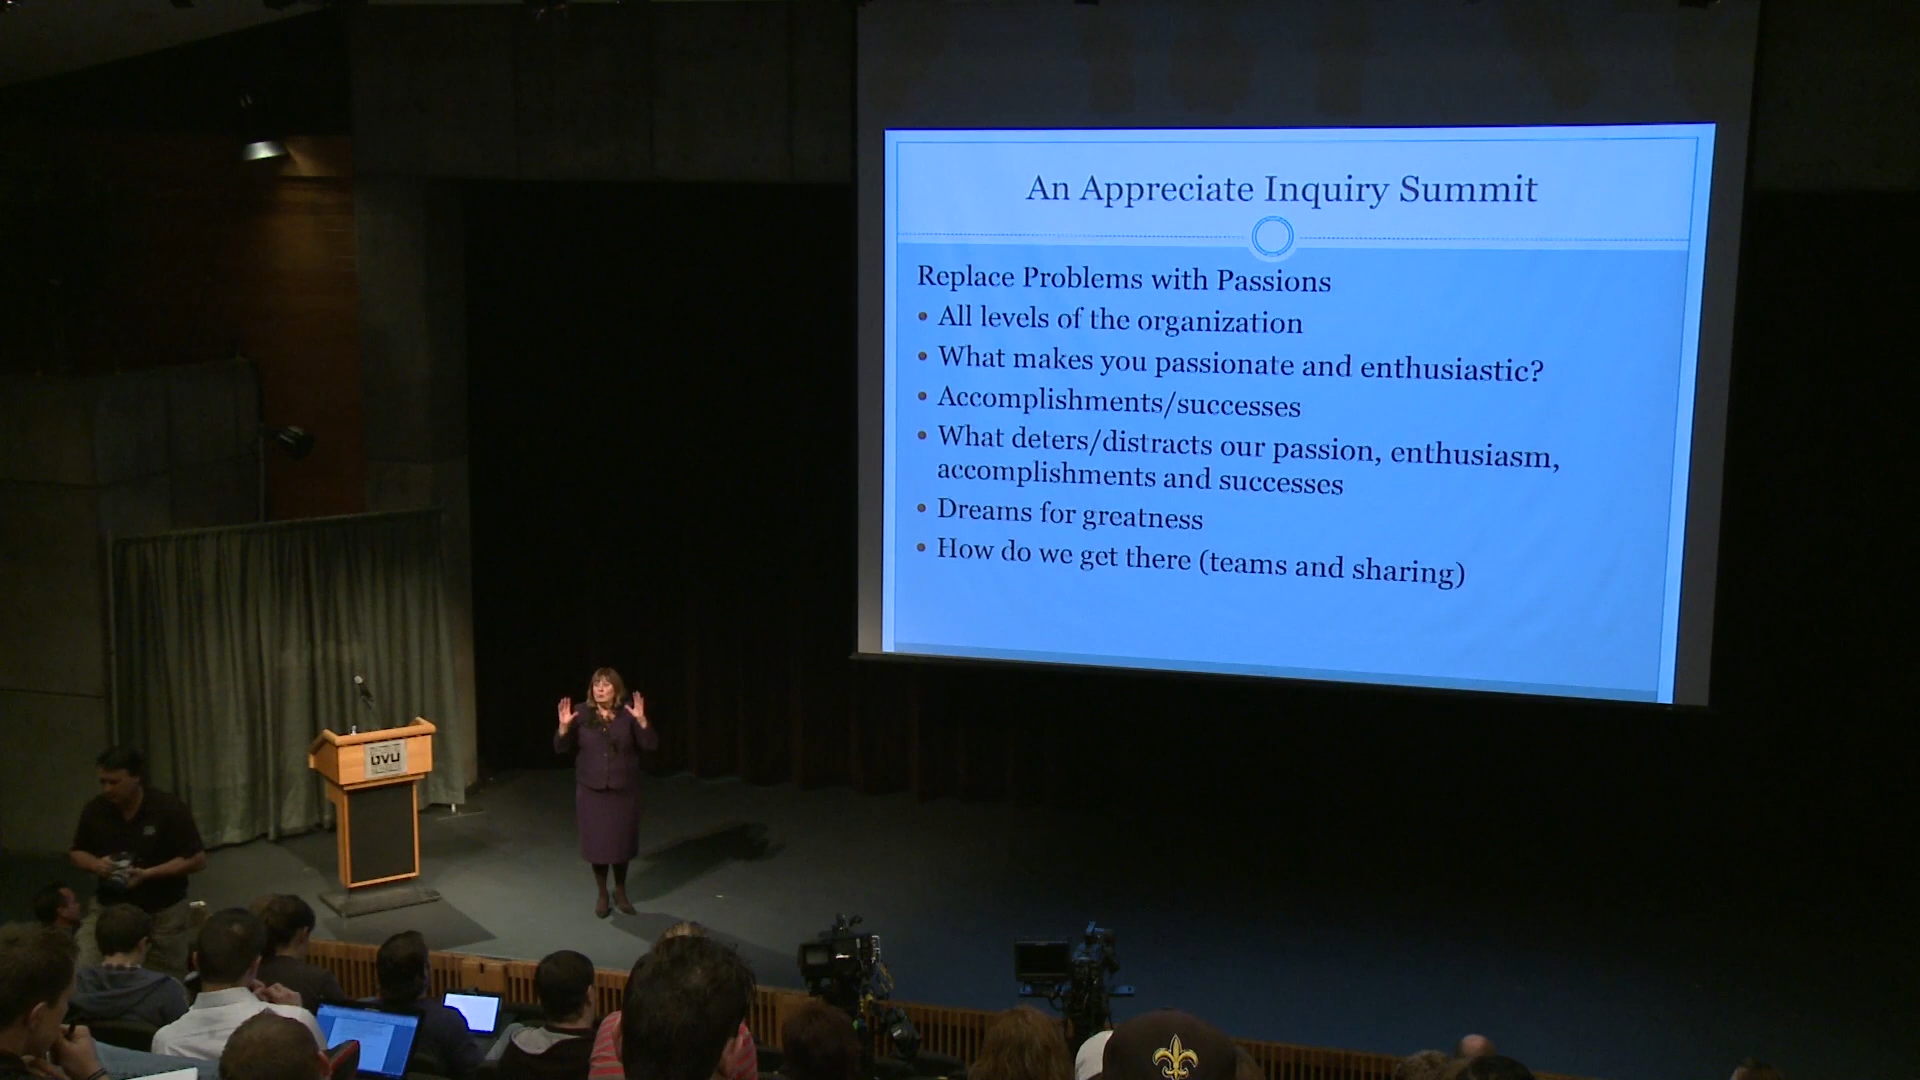 An Appreciate Inquiry Summit
Replace Problems with Passions
• All levels of the organization
• What makes you passionate and enthusiastic?
• Accomplishments/successes
• What deters/distracts our passion, enthusiasm,
accomplishments and successes
• Dreams for greatness
• How do we get there (teams and sharing)
UVU